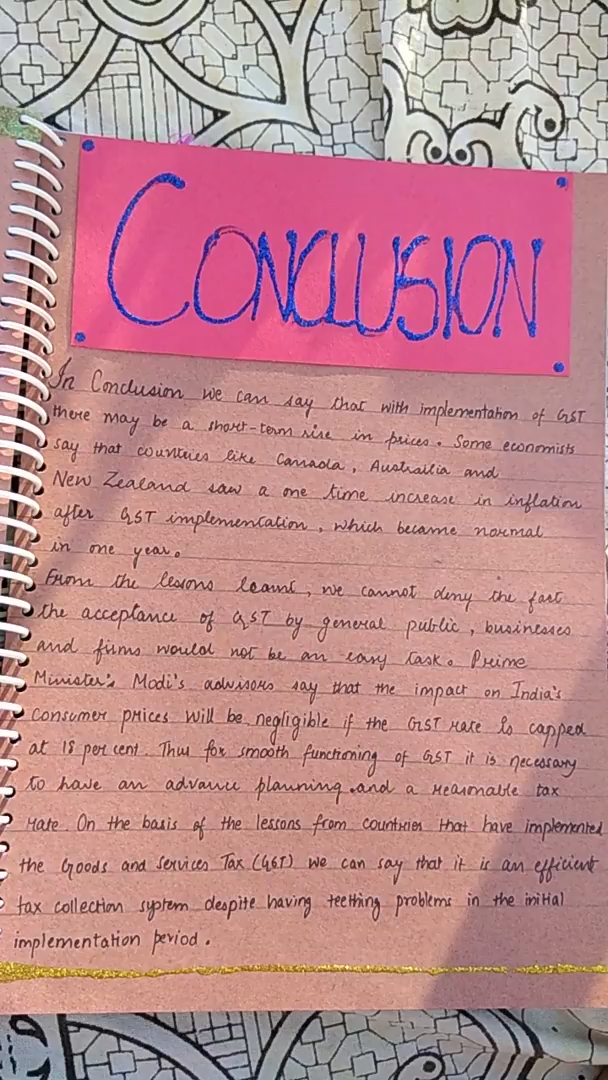 CONCLUSION
In Conclusion we can say that with implementation of GST
there may be a short-term rise in prices. Some economists
say that countries like Canada, Australlia and
New Zealand saw a one time increase in inflation
after GST implementation, which became normal
in one year.
From the lessons learnt, we cannot deny the fact
the acceptance of GST by general public, businesses
and firms would not be an easy task. Prime
Minister's Modi's advisors say that the impact on India's
Consumer prices will be negligible if the GST rate is capped
at 18 per cent. Thus for smooth functioning of GST it is necessary
to have an advance planning.and a reasonable tax
rate. On the basis of the lessons from countries that have implemented
the Goods and Services Tax (GST) we can say that it is an efficient
tax collection system despite having teething problems in the initial
implementation period.